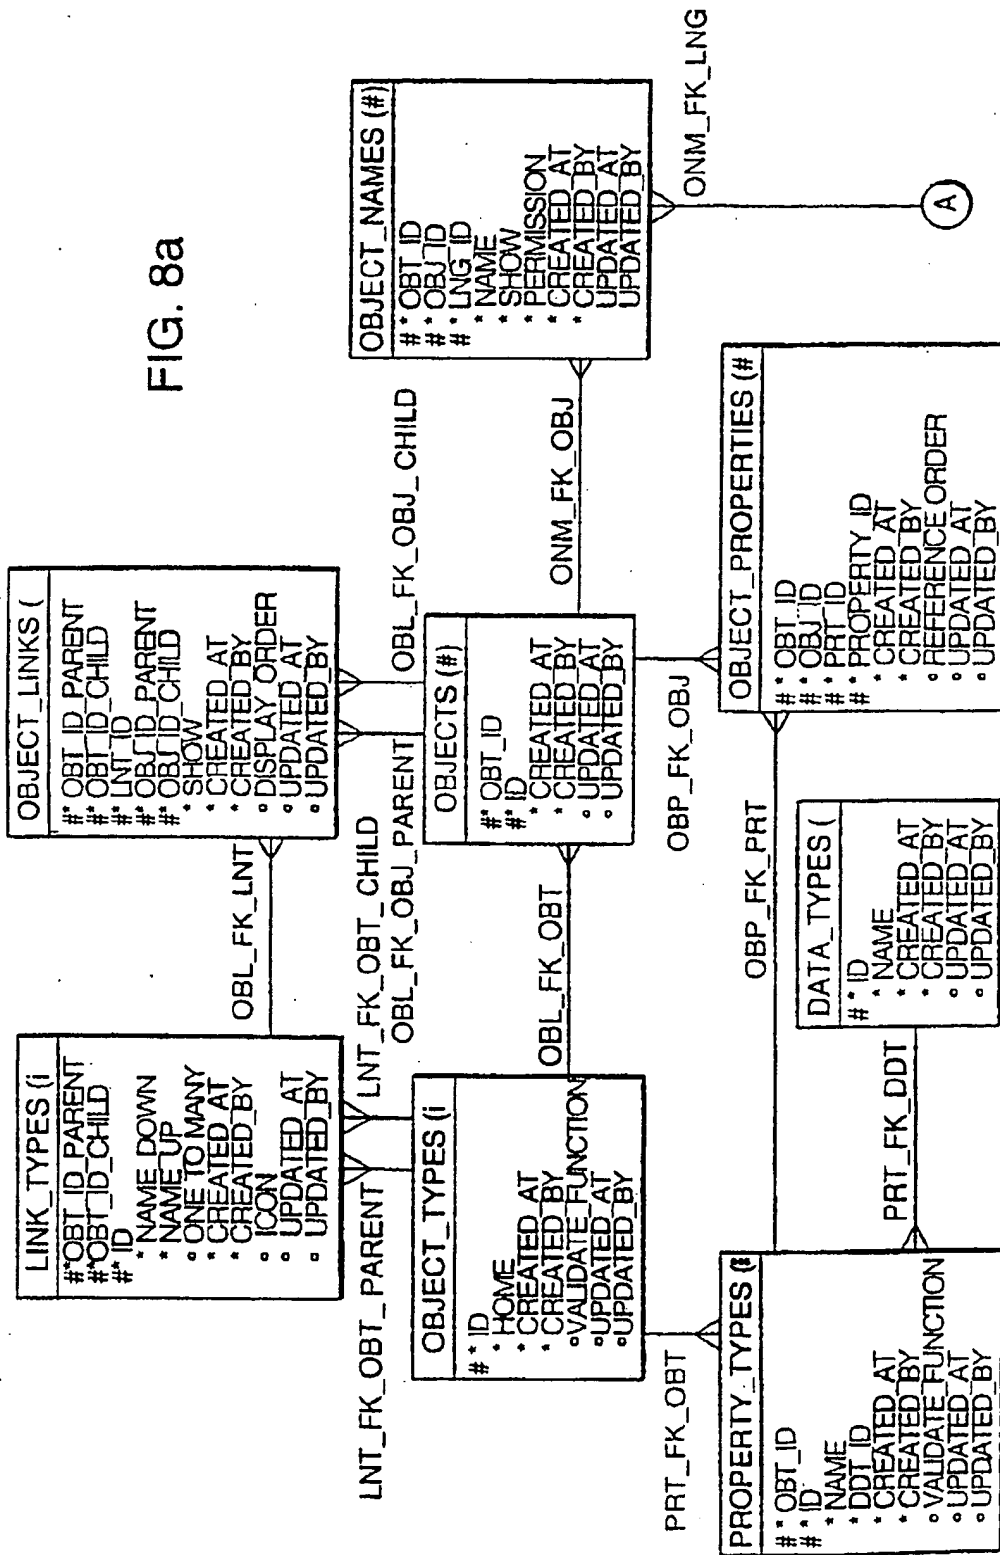 FIG. 8a
LINK_TYPES (i
#*OBT_ID_PARENT
#*OBT_ID_CHILD
#*ID
* NAME_DOWN
* NAME_UP
o ONE_TO_MANY
* CREATED_AT
* CREATED_BY
o ICON
o UPDATED_AT
o UPDATED_BY
OBL_FK_LNT
OBJECT_LINKS (
#* OBT_ID_PARENT
#* OBT_ID_CHILD
#* LNT_ID
#* OBJ_ID_PARENT
#* OBJ_ID_CHILD
* SHOW
* CREATED_AT
* CREATED_BY
o DISPLAY_ORDER
o UPDATED_AT
o UPDATED_BY
LNT_FK_OBT_PARENT
LNT_FK_OBT_CHILD
OBL_FK_OBJ_PARENT
OBL_FK_OBJ_CHILD
OBJECT_TYPES (i
#* ID
* HOME
* CREATED_AT
* CREATED_BY
o VALIDATE_FUNCTION
o UPDATED_AT
o UPDATED_BY
OBL_FK_OBT
OBJECTS (#)
#* OBT_ID
#* ID
* CREATED_AT
* CREATED_BY
o UPDATED_AT
o UPDATED_BY
ONM_FK_OBJ
OBJECT_NAMES (#)
#* OBT_ID
#* OBJ_ID
#* LNG_ID
* NAME
* SHOW
* PERMISSION
* CREATED_AT
* CREATED_BY
UPDATED_AT
UPDATED_BY
ONM_FK_LNG
A
PRT_FK_OBT
OBP_FK_OBJ
PROPERTY_TYPES (#
#* OBT_ID
#* ID
* NAME
* DDT_ID
* CREATED_AT
* CREATED_BY
o VALIDATE_FUNCTION
o UPDATED_AT
o UPDATED_BY
PRT_FK_DDT
OBP_FK_PRT
DATA_TYPES (
#* ID
* NAME
* CREATED_AT
* CREATED_BY
o UPDATED_AT
o UPDATED_BY
OBJECT_PROPERTIES (#
#* OBT_ID
#* OBJ_ID
#* PRT_ID
#* PROPERTY_ID
* CREATED_AT
* CREATED_BY
o REFERENCE_ORDER
o UPDATED_AT
o UPDATED_BY